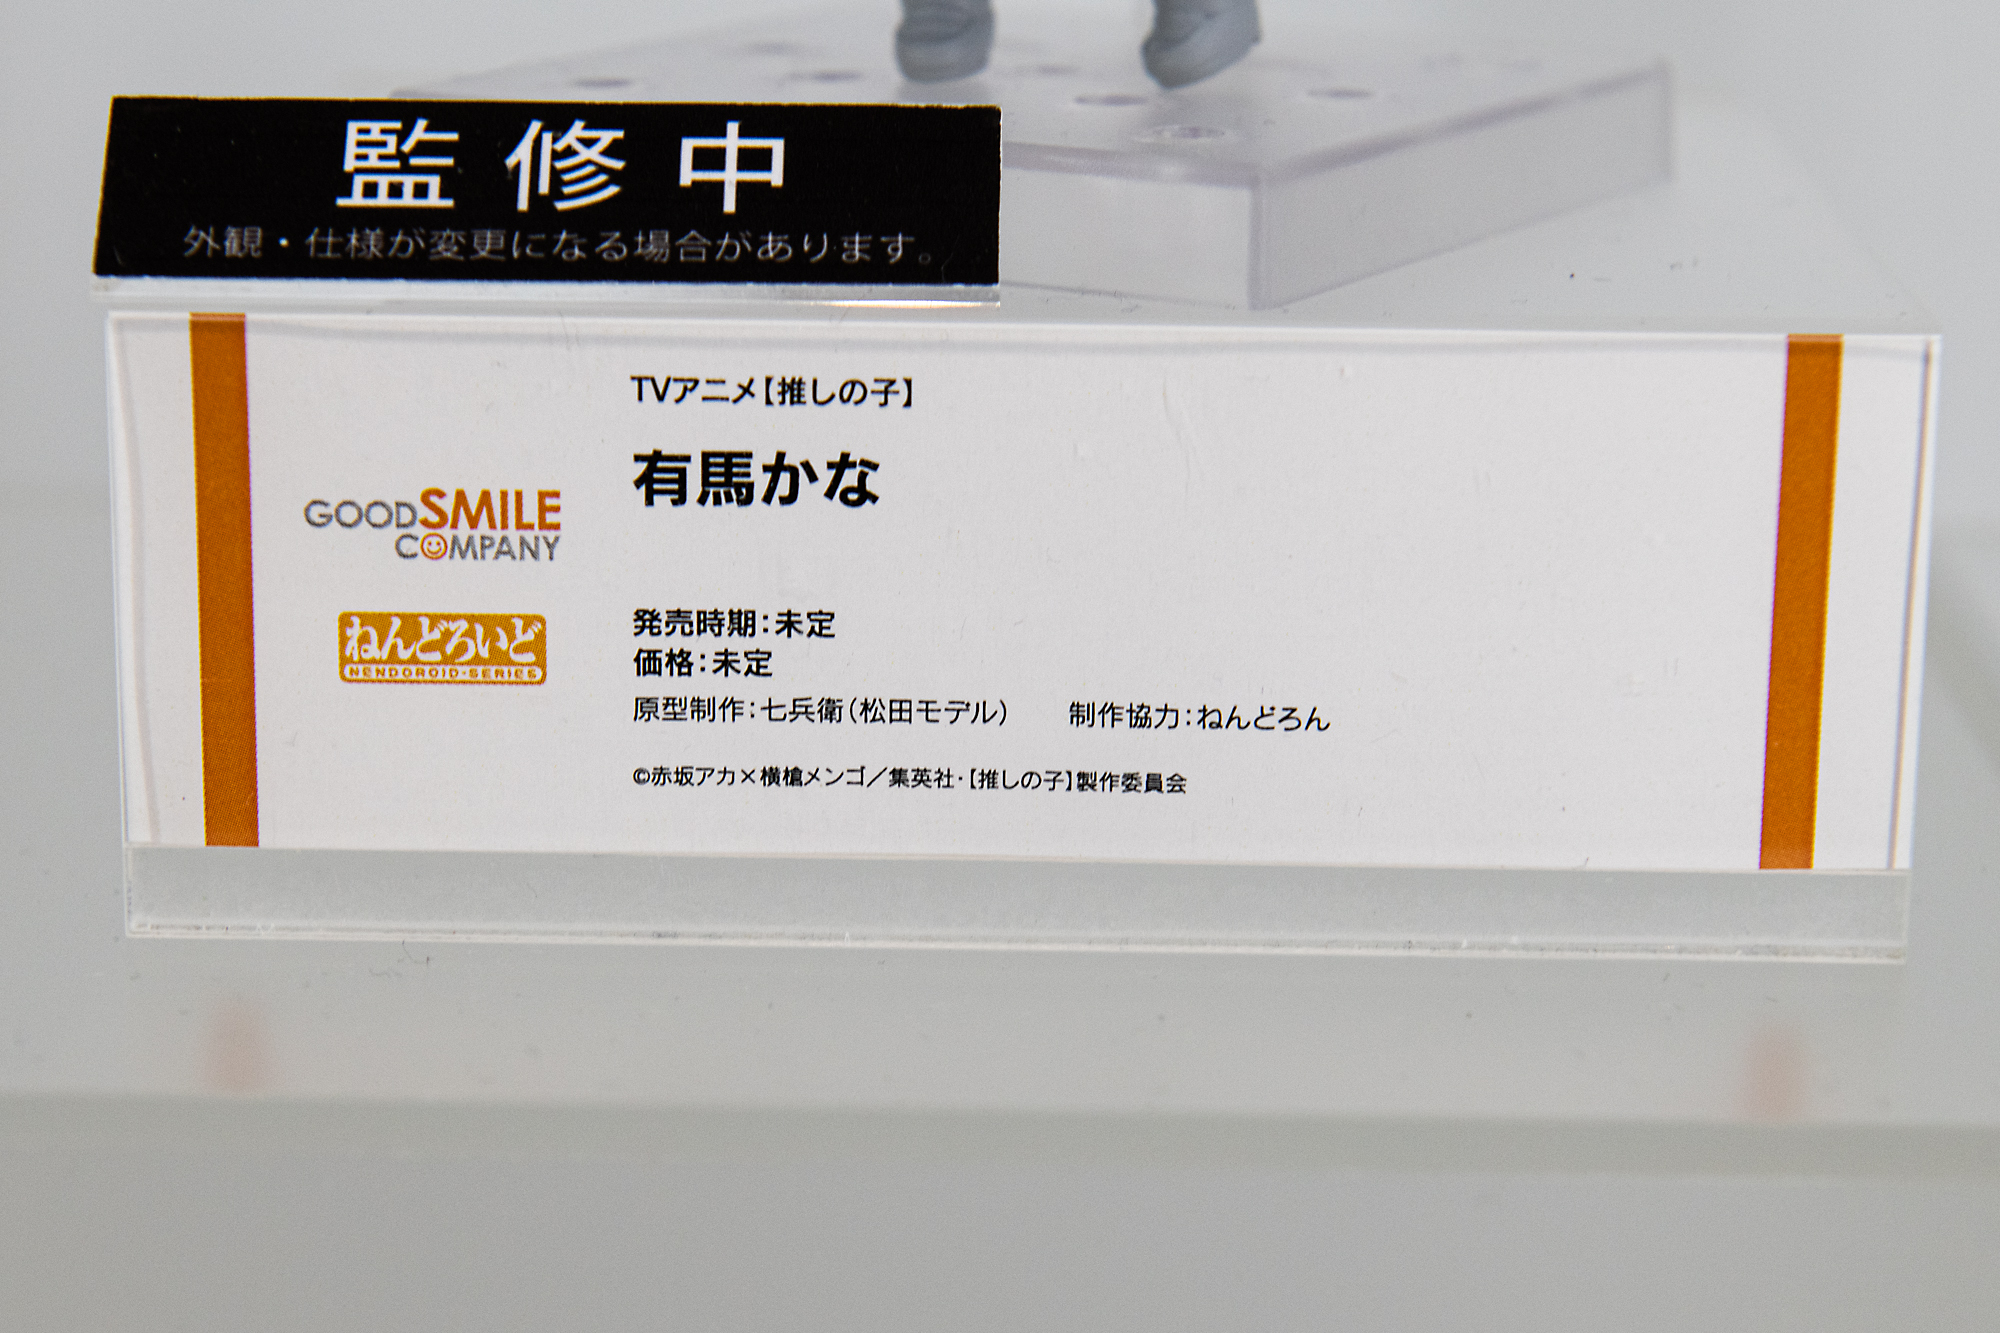 監修中
外観・仕様が変更になる場合があります。
TVアニメ【推しの子】
有馬かな
GOODSMILE
COMPANY
ねんどろいど
NENDOROID・SERIES
発売時期：未定
価格：未定
原型制作：七兵衛（松田モデル）　制作協力：ねんどろん
©赤坂アカ×横槍メンゴ／集英社・【推しの子】製作委員会